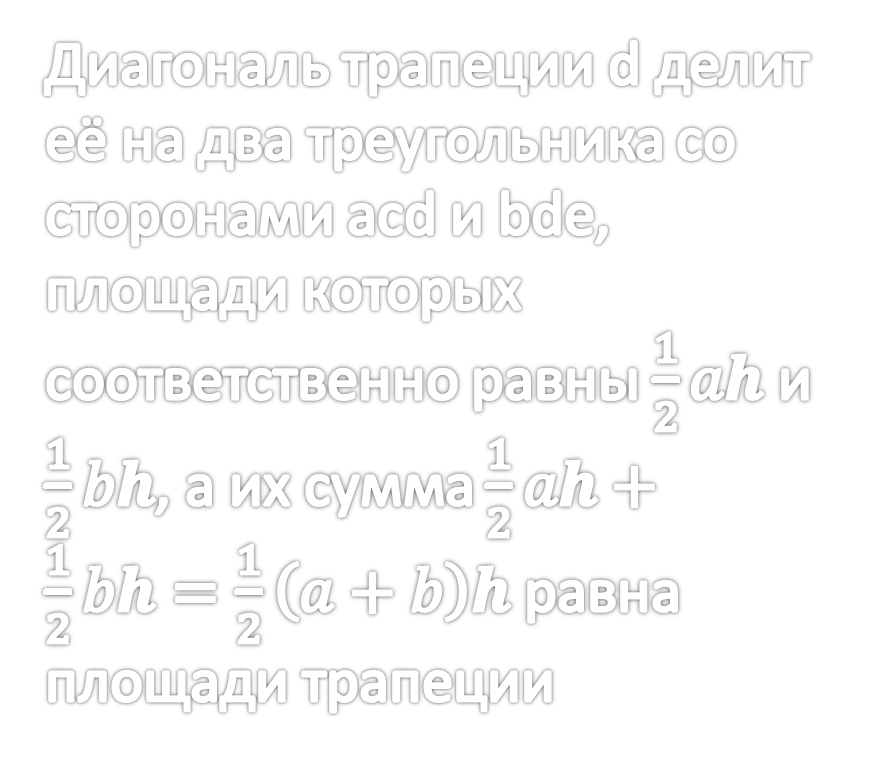 Диагональ трапеции d делит
её на два треугольника со
сторонами acd и bde,
площади которых
соответственно равны $\frac{1}{2}ah$ и
$\frac{1}{2}bh$, а их сумма $\frac{1}{2}ah +$
$\frac{1}{2}bh = \frac{1}{2}(a + b)h$ равна
площади трапеции